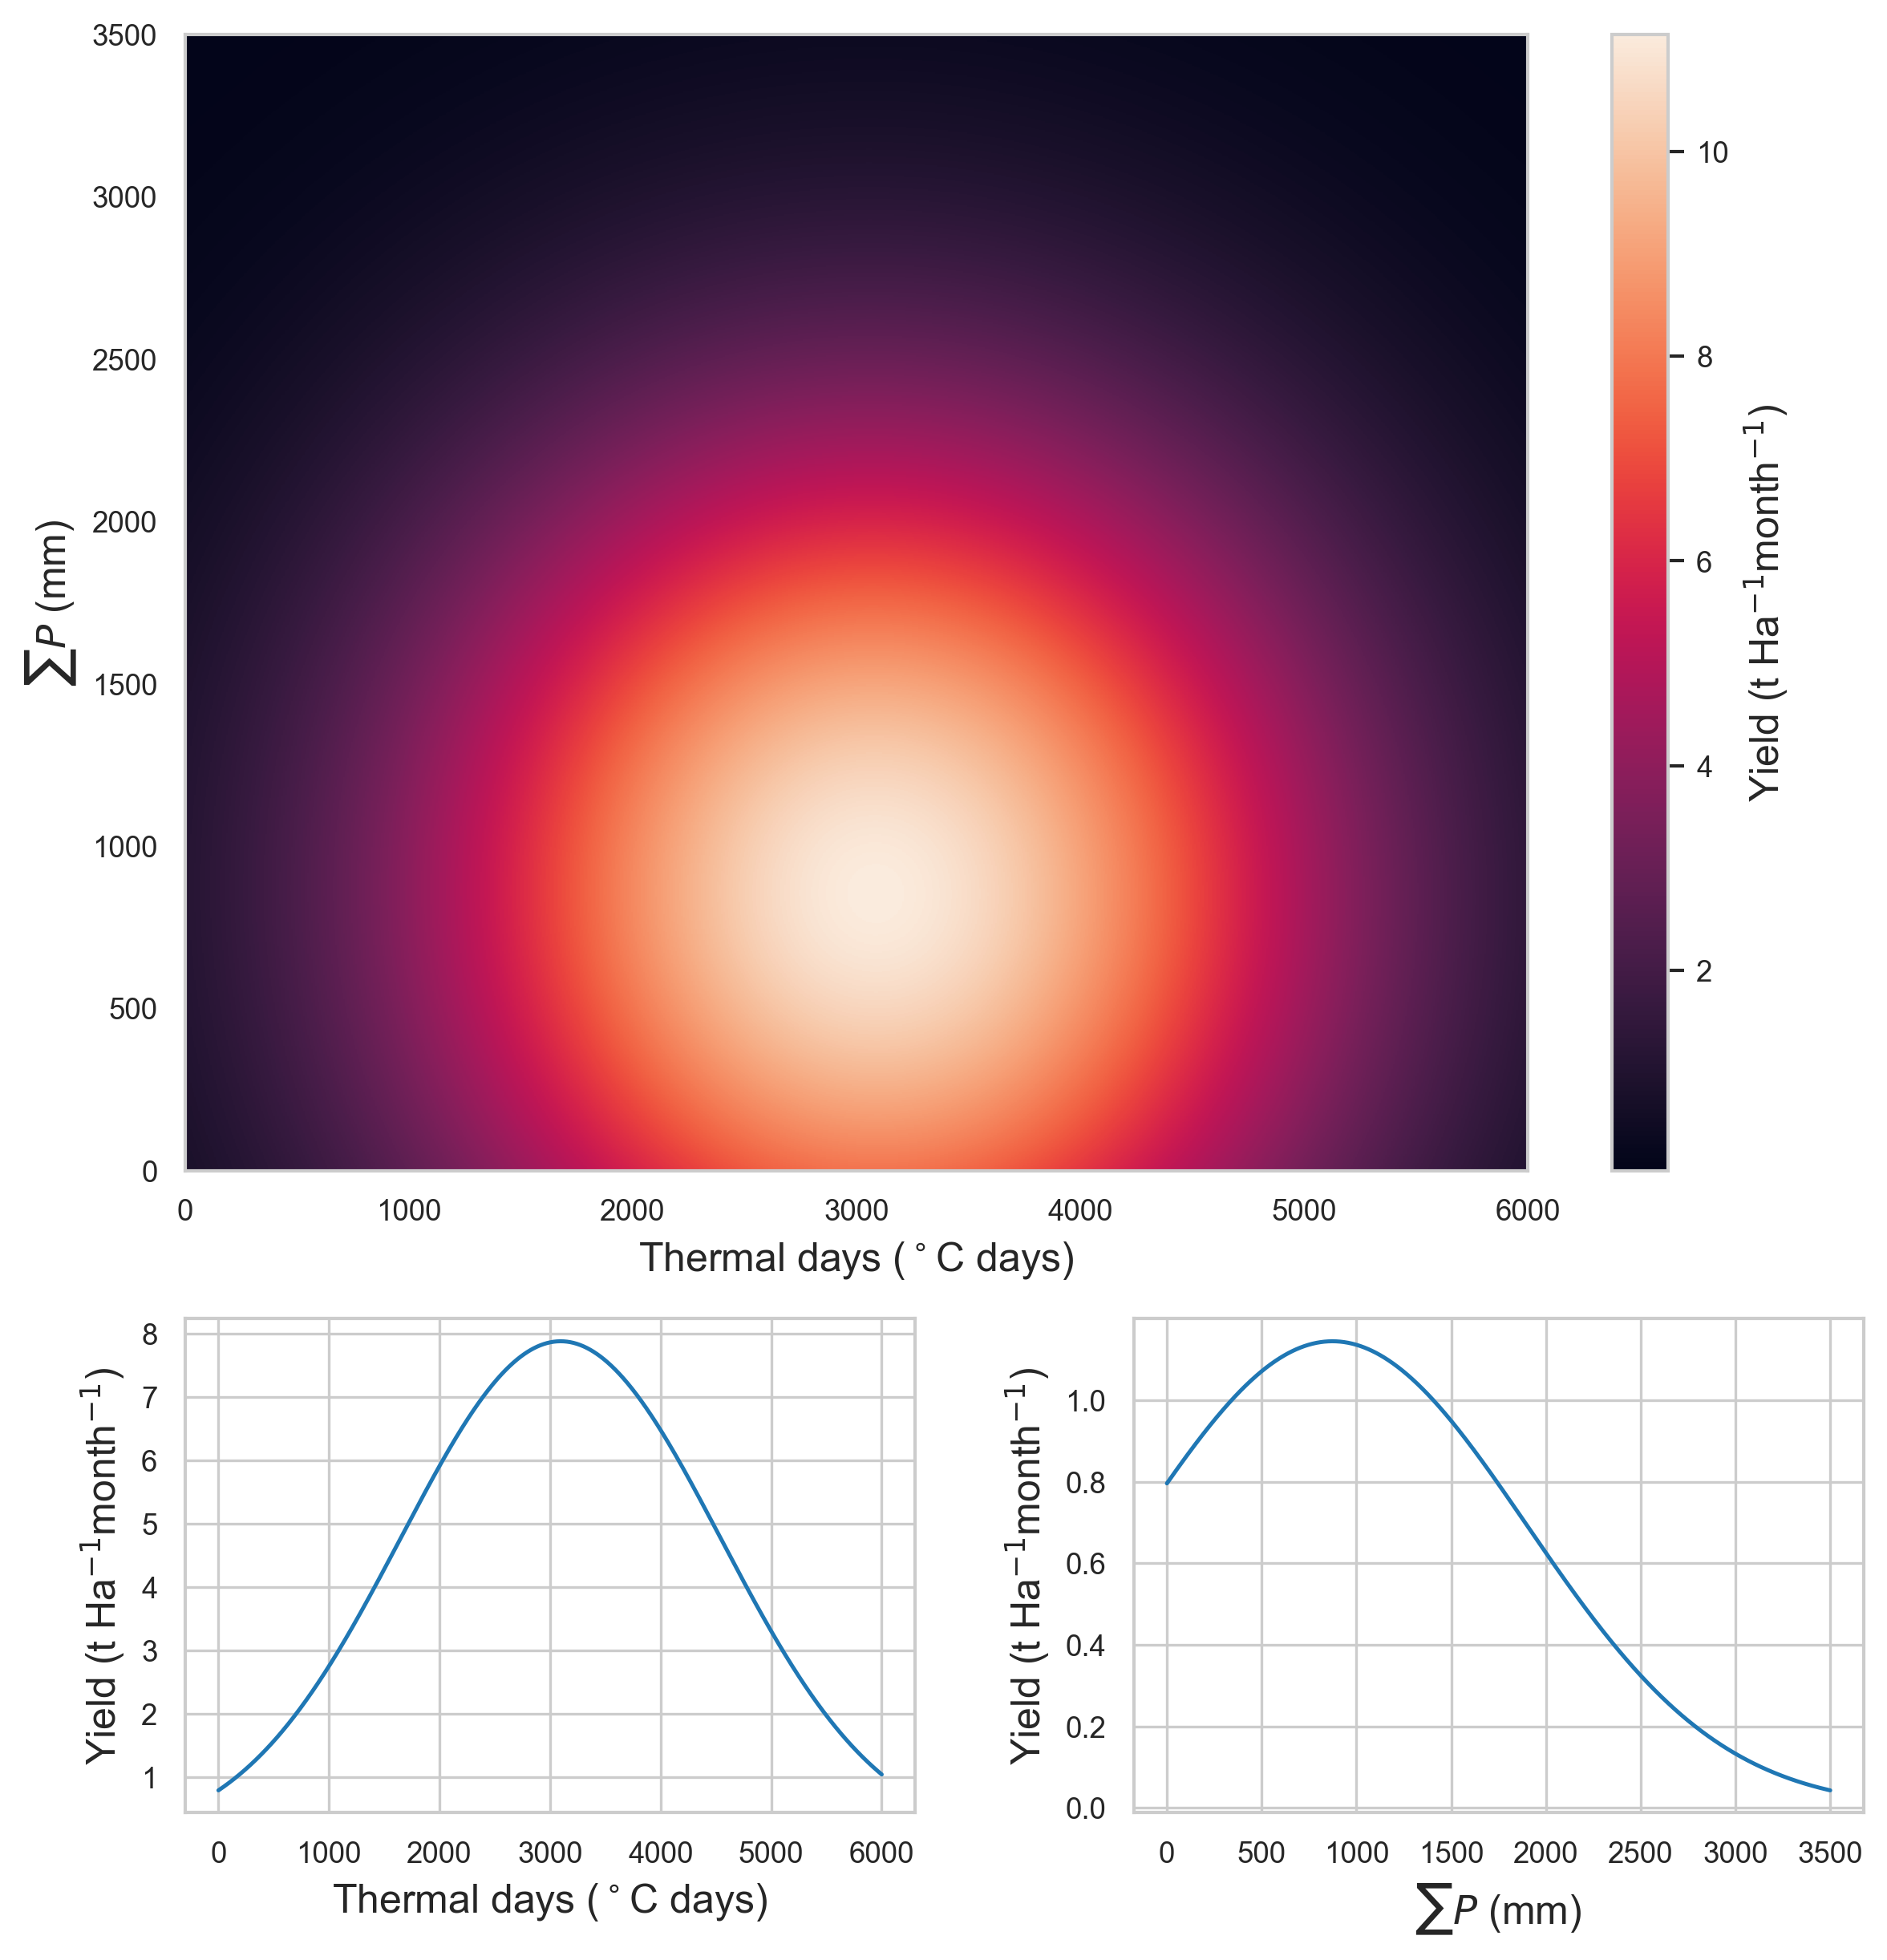 3500
3000
2500
2000
1500
1000
500
0
∑P (mm)
0 1000 2000 3000 4000 5000 6000
Thermal days (°C days)
10
8
6
4
2
Yield (t Ha⁻¹month⁻¹)
8
7
6
5
4
3
2
1
Yield (t Ha⁻¹month⁻¹)
0 1000 2000 3000 4000 5000 6000
Thermal days (°C days)
1.0
0.8
0.6
0.4
0.2
0.0
Yield (t Ha⁻¹month⁻¹)
0 500 1000 1500 2000 2500 3000 3500
∑P (mm)